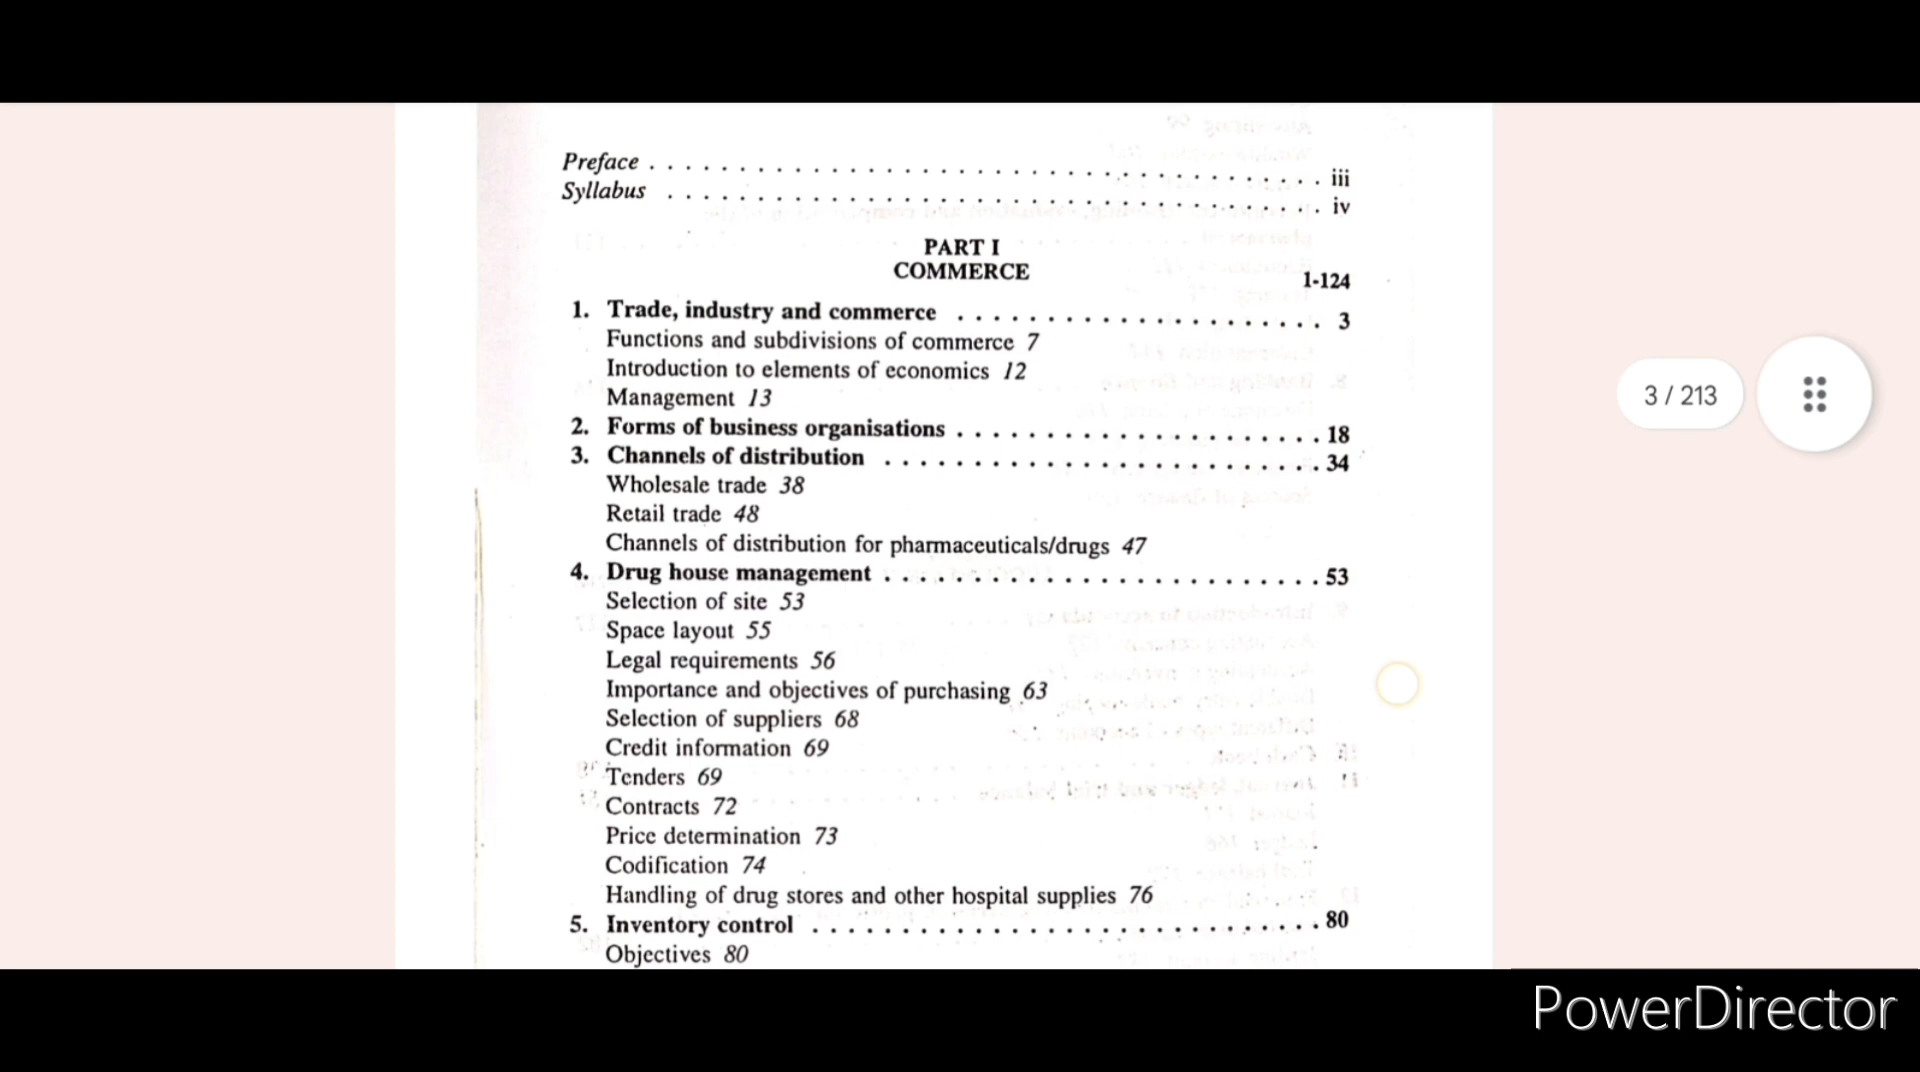 Preface . . . . . . . . . . . . . . . . . . . . . . . . . . . . . . . . . . . . . . iii
Syllabus . . . . . . . . . . . . . . . . . . . . . . . . . . . . . . . . . . . . . iv
PART I
COMMERCE
1-124
1. Trade, industry and commerce . . . . . . . . . . . . . . . . . . . . . 3
Functions and subdivisions of commerce 7
Introduction to elements of economics 12
Management 13
2. Forms of business organisations . . . . . . . . . . . . . . . . . . . . . 18
3. Channels of distribution . . . . . . . . . . . . . . . . . . . . . . . . . 34
Wholesale trade 38
Retail trade 48
Channels of distribution for pharmaceuticals/drugs 47
4. Drug house management . . . . . . . . . . . . . . . . . . . . . . . . . 53
Selection of site 53
Space layout 55
Legal requirements 56
Importance and objectives of purchasing 63
Selection of suppliers 68
Credit information 69
Tenders 69
Contracts 72
Price determination 73
Codification 74
Handling of drug stores and other hospital supplies 76
5. Inventory control . . . . . . . . . . . . . . . . . . . . . . . . . . . . . 80
Objectives 80
3 / 213
PowerDirector